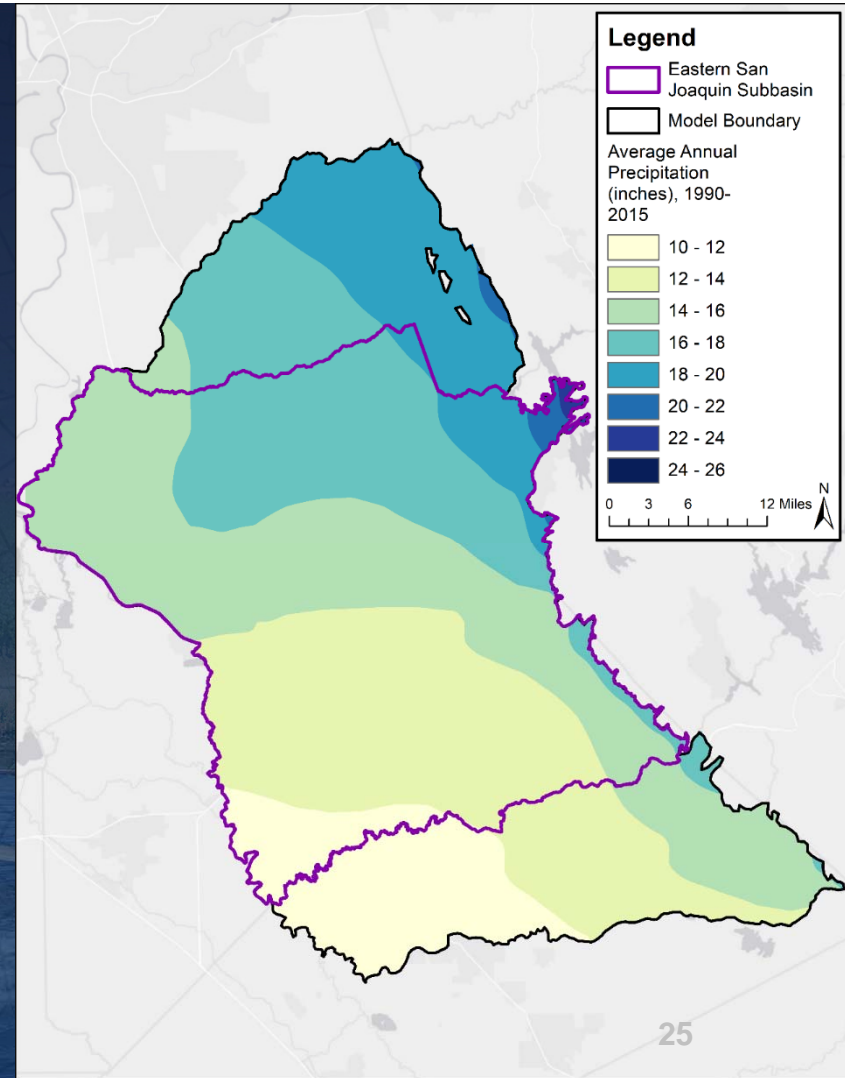 Legend
Eastern San
Joaquin Subbasin
Model Boundary
Average Annual
Precipitation
(inches), 1990-
2015
10 - 12
12 - 14
14 - 16
16 - 18
18 - 20
20 - 22
22 - 24
24 - 26
N
0 3 6 12 Miles
25